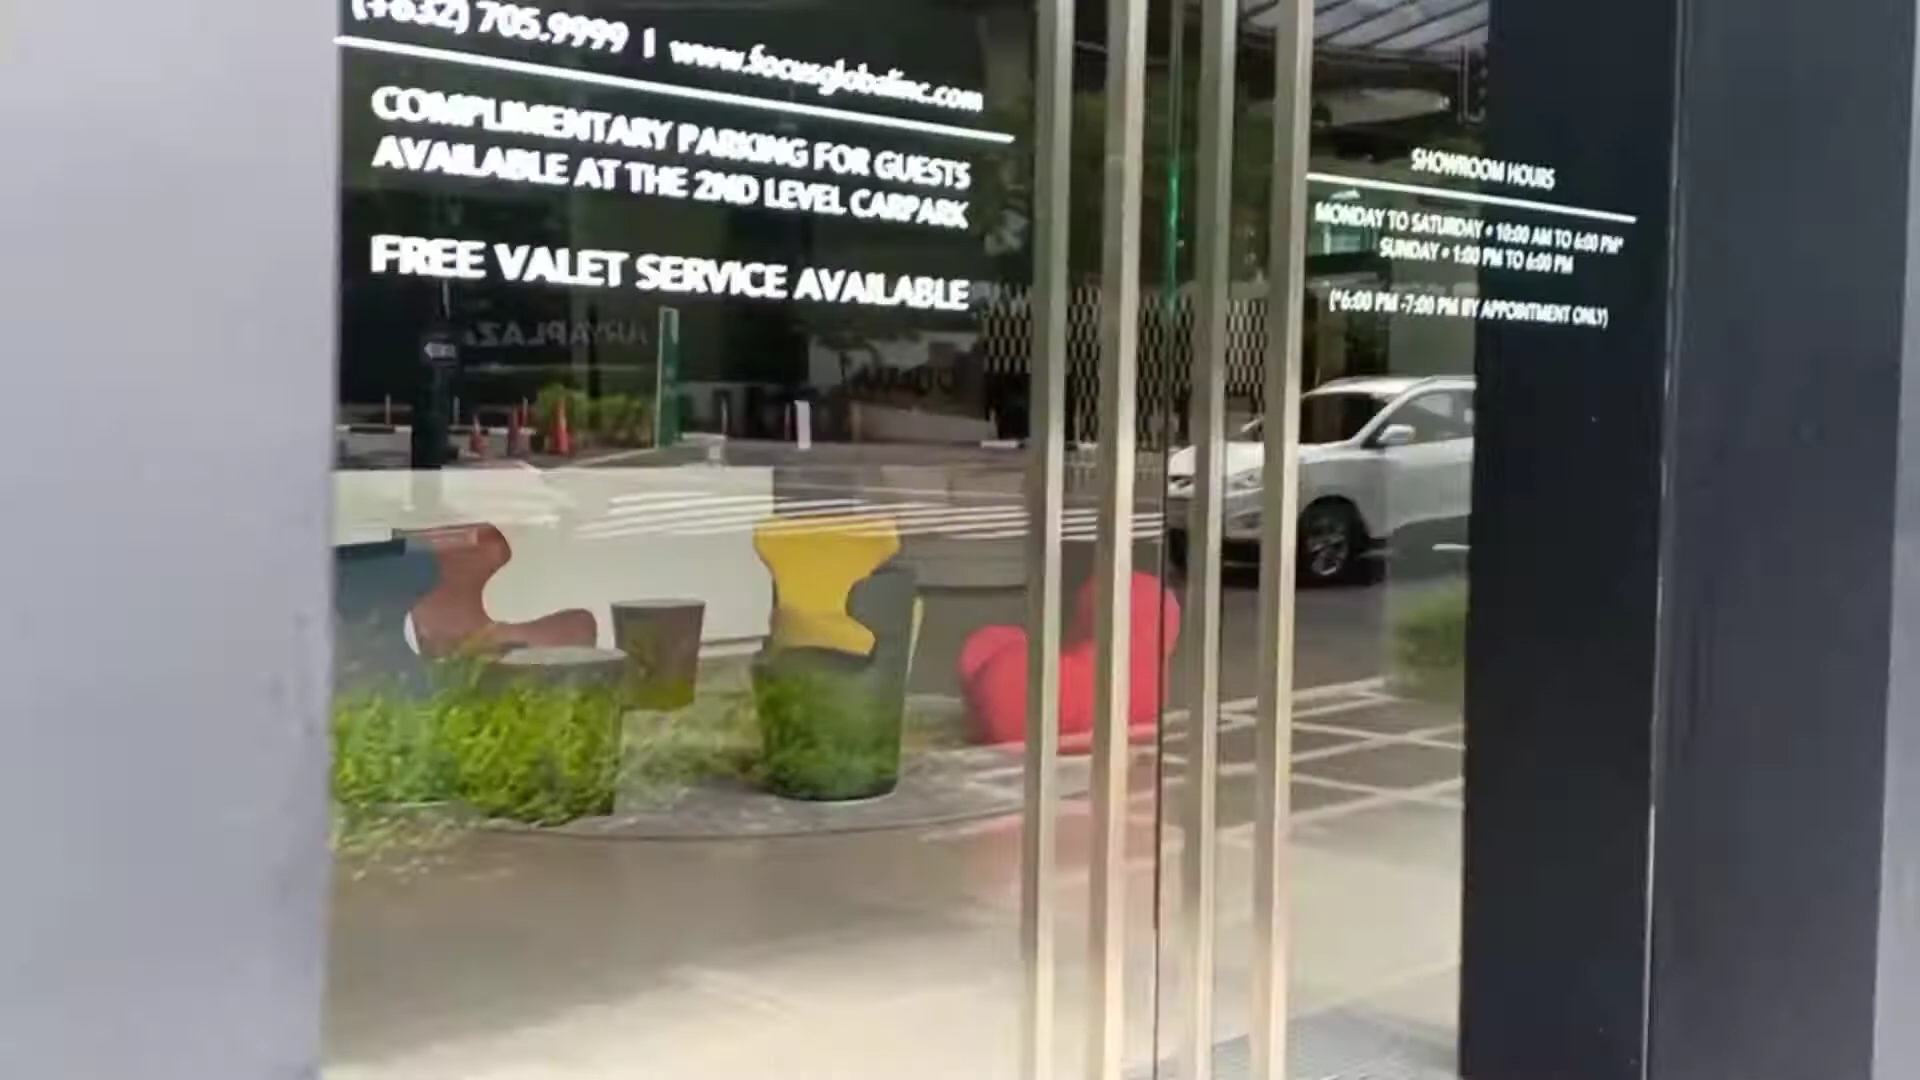 (+632) 705.9999 | www.focusglobalinc.com
COMPLIMENTARY PARKING FOR GUESTS
AVAILABLE AT THE 2ND LEVEL CARPARK
FREE VALET SERVICE AVAILABLE
ARYAPLAZA
SHOWROOM HOURS
MONDAY TO SATURDAY • 10:00 AM TO 6:00 PM*
SUNDAY • 1:00 PM TO 6:00 PM
(*6:00 PM -7:00 PM BY APPOINTMENT ONLY)